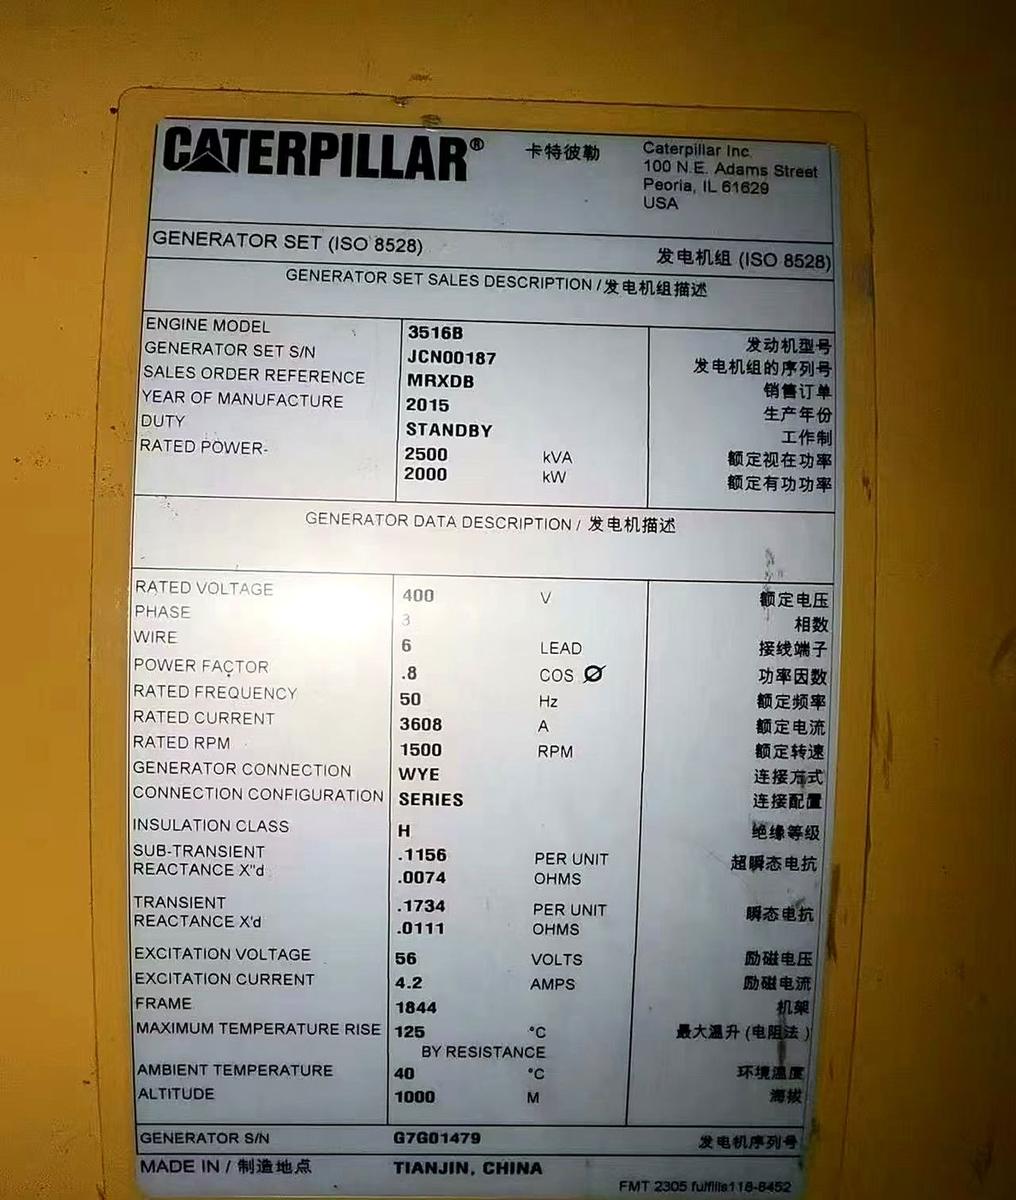 CATERPILLAR® 卡特彼勒 Caterpillar Inc.
100 N.E. Adams Street
Peoria, IL 61629
USA
GENERATOR SET (ISO 8528) 发电机组 (ISO 8528)
GENERATOR SET SALES DESCRIPTION / 发电机组描述
ENGINE MODEL 3516B 发动机型号
GENERATOR SET S/N JCN00187 发电机组的序列号
SALES ORDER REFERENCE MRXDB 销售订单
YEAR OF MANUFACTURE 2015 生产年份
DUTY STANDBY 工作制
RATED POWER- 2500 kVA 额定视在功率
2000 kW 额定有功功率
GENERATOR DATA DESCRIPTION / 发电机描述
RATED VOLTAGE 400 V 额定电压
PHASE 3 相数
WIRE 6 LEAD 接线端子
POWER FACTOR .8 COS Ø 功率因数
RATED FREQUENCY 50 Hz 额定频率
RATED CURRENT 3608 A 额定电流
RATED RPM 1500 RPM 额定转速
GENERATOR CONNECTION WYE 连接方式
CONNECTION CONFIGURATION SERIES 连接配置
INSULATION CLASS H 绝缘等级
SUB-TRANSIENT .1156 PER UNIT 超瞬态电抗
REACTANCE X"d .0074 OHMS
TRANSIENT .1734 PER UNIT 瞬态电抗
REACTANCE X'd .0111 OHMS
EXCITATION VOLTAGE 56 VOLTS 励磁电压
EXCITATION CURRENT 4.2 AMPS 励磁电流
FRAME 1844 机架
MAXIMUM TEMPERATURE RISE 125 °C 最大温升 (电阻法)
BY RESISTANCE
AMBIENT TEMPERATURE 40 °C 环境温度
ALTITUDE 1000 M 海拔
GENERATOR S/N G7G01479 发电机序列号
MADE IN / 制造地点 TIANJIN, CHINA
FMT 2305 fulfills118-8452